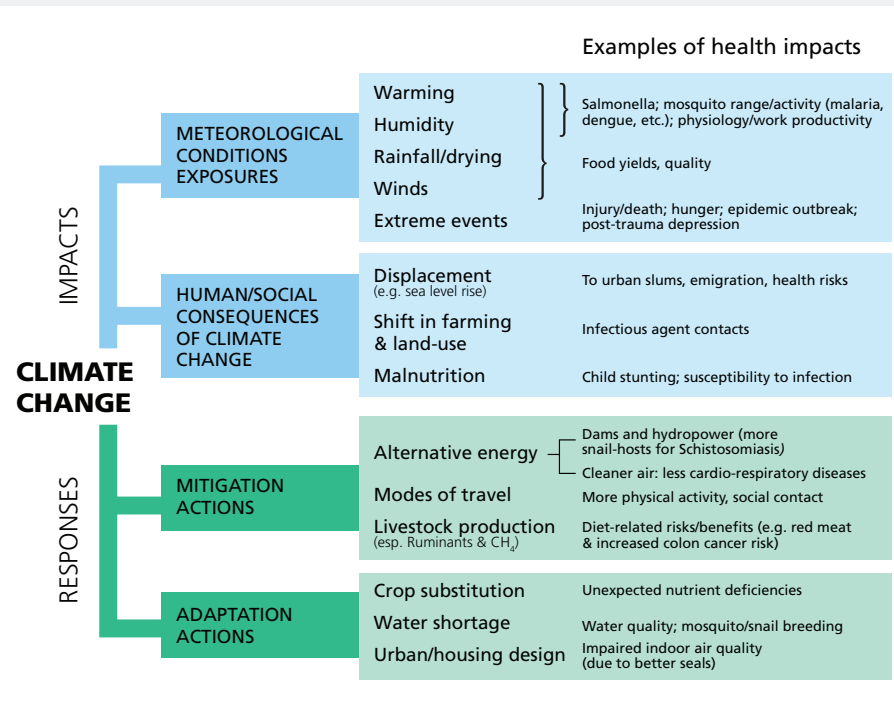 Examples of health impacts
IMPACTS
METEOROLOGICAL
CONDITIONS
EXPOSURES
Warming
Humidity
Rainfall/drying
Winds
Extreme events
Salmonella; mosquito range/activity (malaria,
dengue, etc.); physiology/work productivity
Food yields, quality
Injury/death; hunger; epidemic outbreak;
post-trauma depression
HUMAN/SOCIAL
CONSEQUENCES
OF CLIMATE
CHANGE
Displacement
(e.g. sea level rise)
To urban slums, emigration, health risks
Shift in farming
& land-use
Infectious agent contacts
Malnutrition
Child stunting; susceptibility to infection
CLIMATE
CHANGE
RESPONSES
MITIGATION
ACTIONS
Alternative energy
Dams and hydropower (more
snail-hosts for Schistosomiasis)
Cleaner air: less cardio-respiratory diseases
Modes of travel
More physical activity, social contact
Livestock production
(esp. Ruminants & CH₄)
Diet-related risks/benefits (e.g. red meat
& increased colon cancer risk)
ADAPTATION
ACTIONS
Crop substitution
Unexpected nutrient deficiencies
Water shortage
Water quality; mosquito/snail breeding
Urban/housing design
Impaired indoor air quality
(due to better seals)